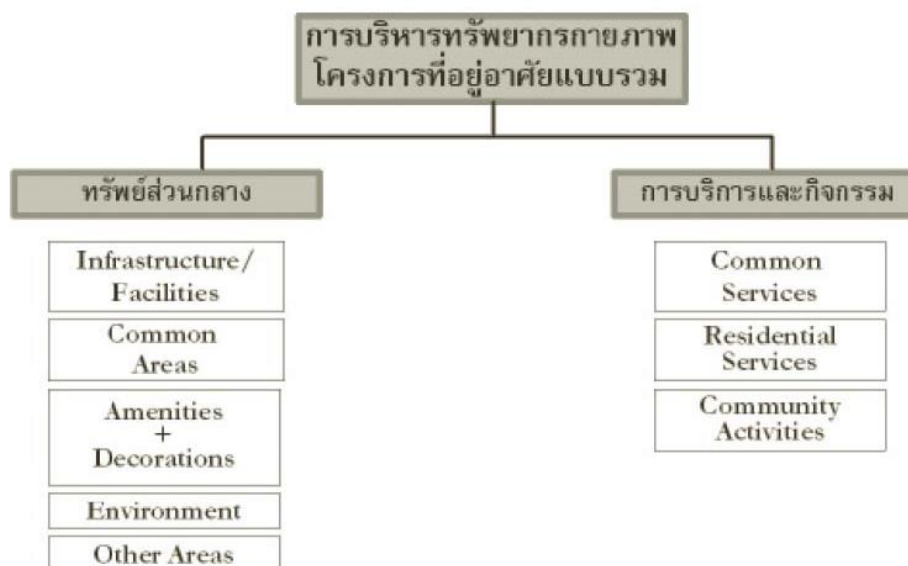 การบริหารทรัพยากรกายภาพ
โครงการที่อยู่อาศัยแบบรวม
ทรัพย์ส่วนกลาง
Infrastructure/
Facilities
Common
Areas
Amenities
+
Decorations
Environment
Other Areas
การบริการและกิจกรรม
Common
Services
Residential
Services
Community
Activities